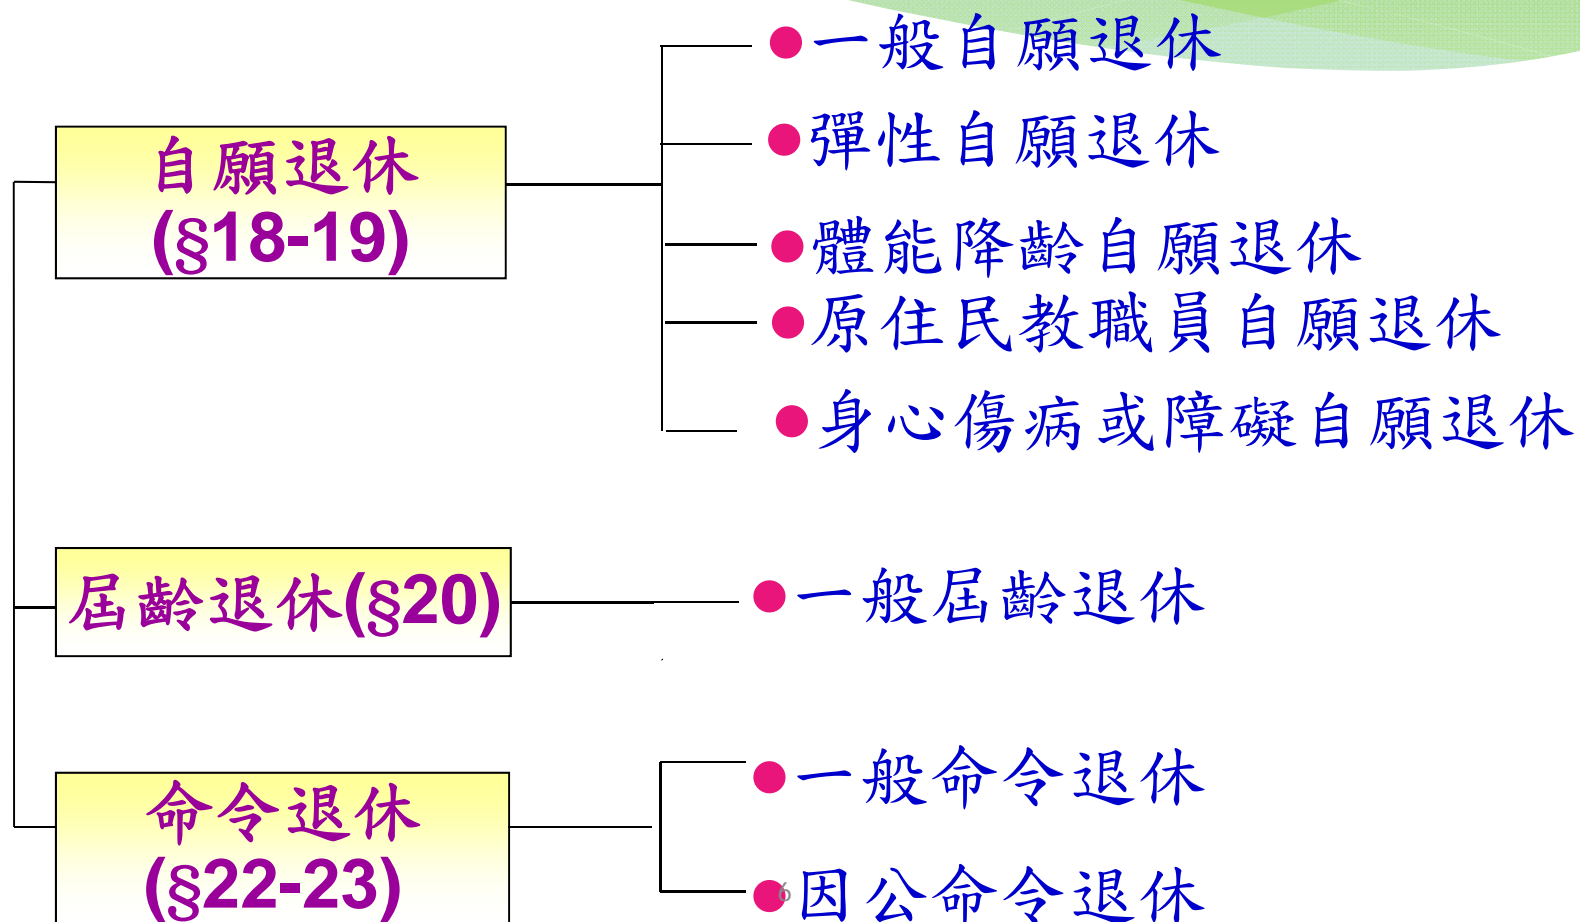 自願退休
(§18-19)
●一般自願退休
●彈性自願退休
●體能降齡自願退休
●原住民教職員自願退休
●身心傷病或障礙自願退休
屆齡退休(§20)
●一般屆齡退休
命令退休
(§22-23)
●一般命令退休
●因公命令退休
6